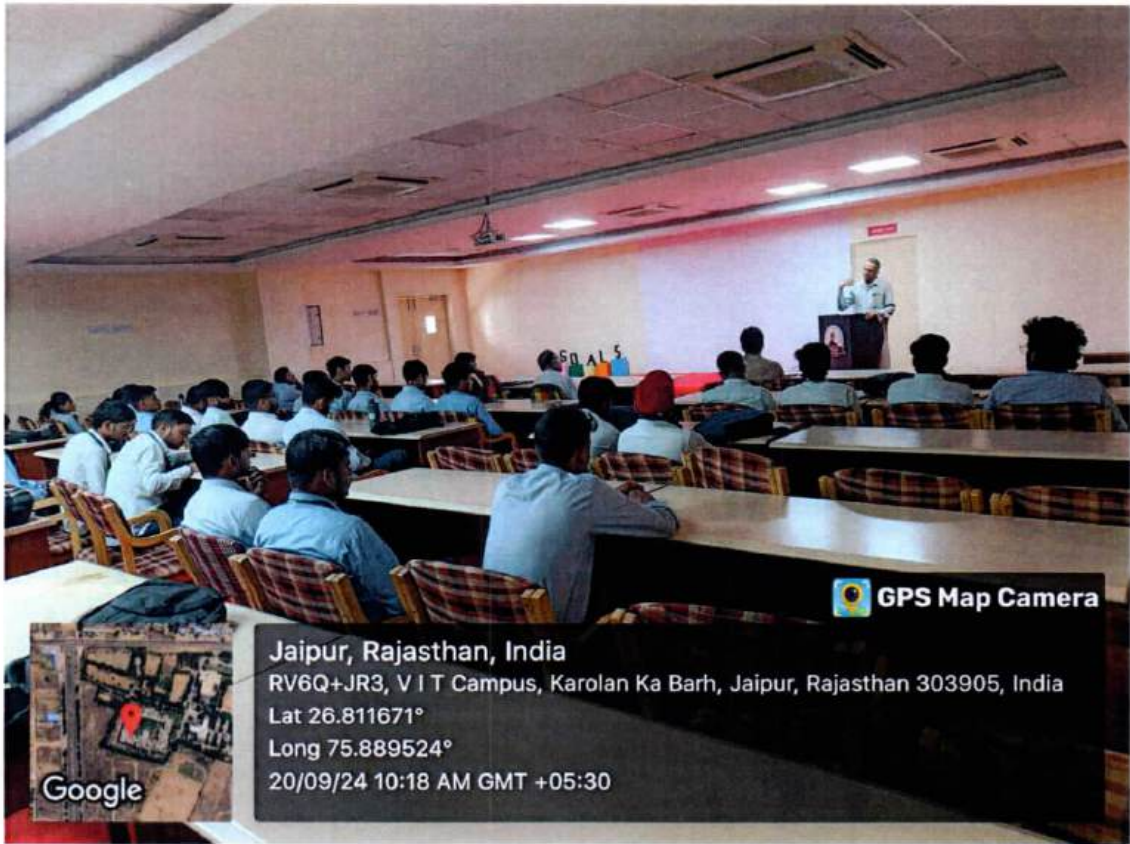 GOALS
GPS Map Camera
Jaipur, Rajasthan, India
RV6Q+JR3, V I T Campus, Karolan Ka Barh, Jaipur, Rajasthan 303905, India
Lat 26.811671°
Long 75.889524°
20/09/24 10:18 AM GMT +05:30
Google